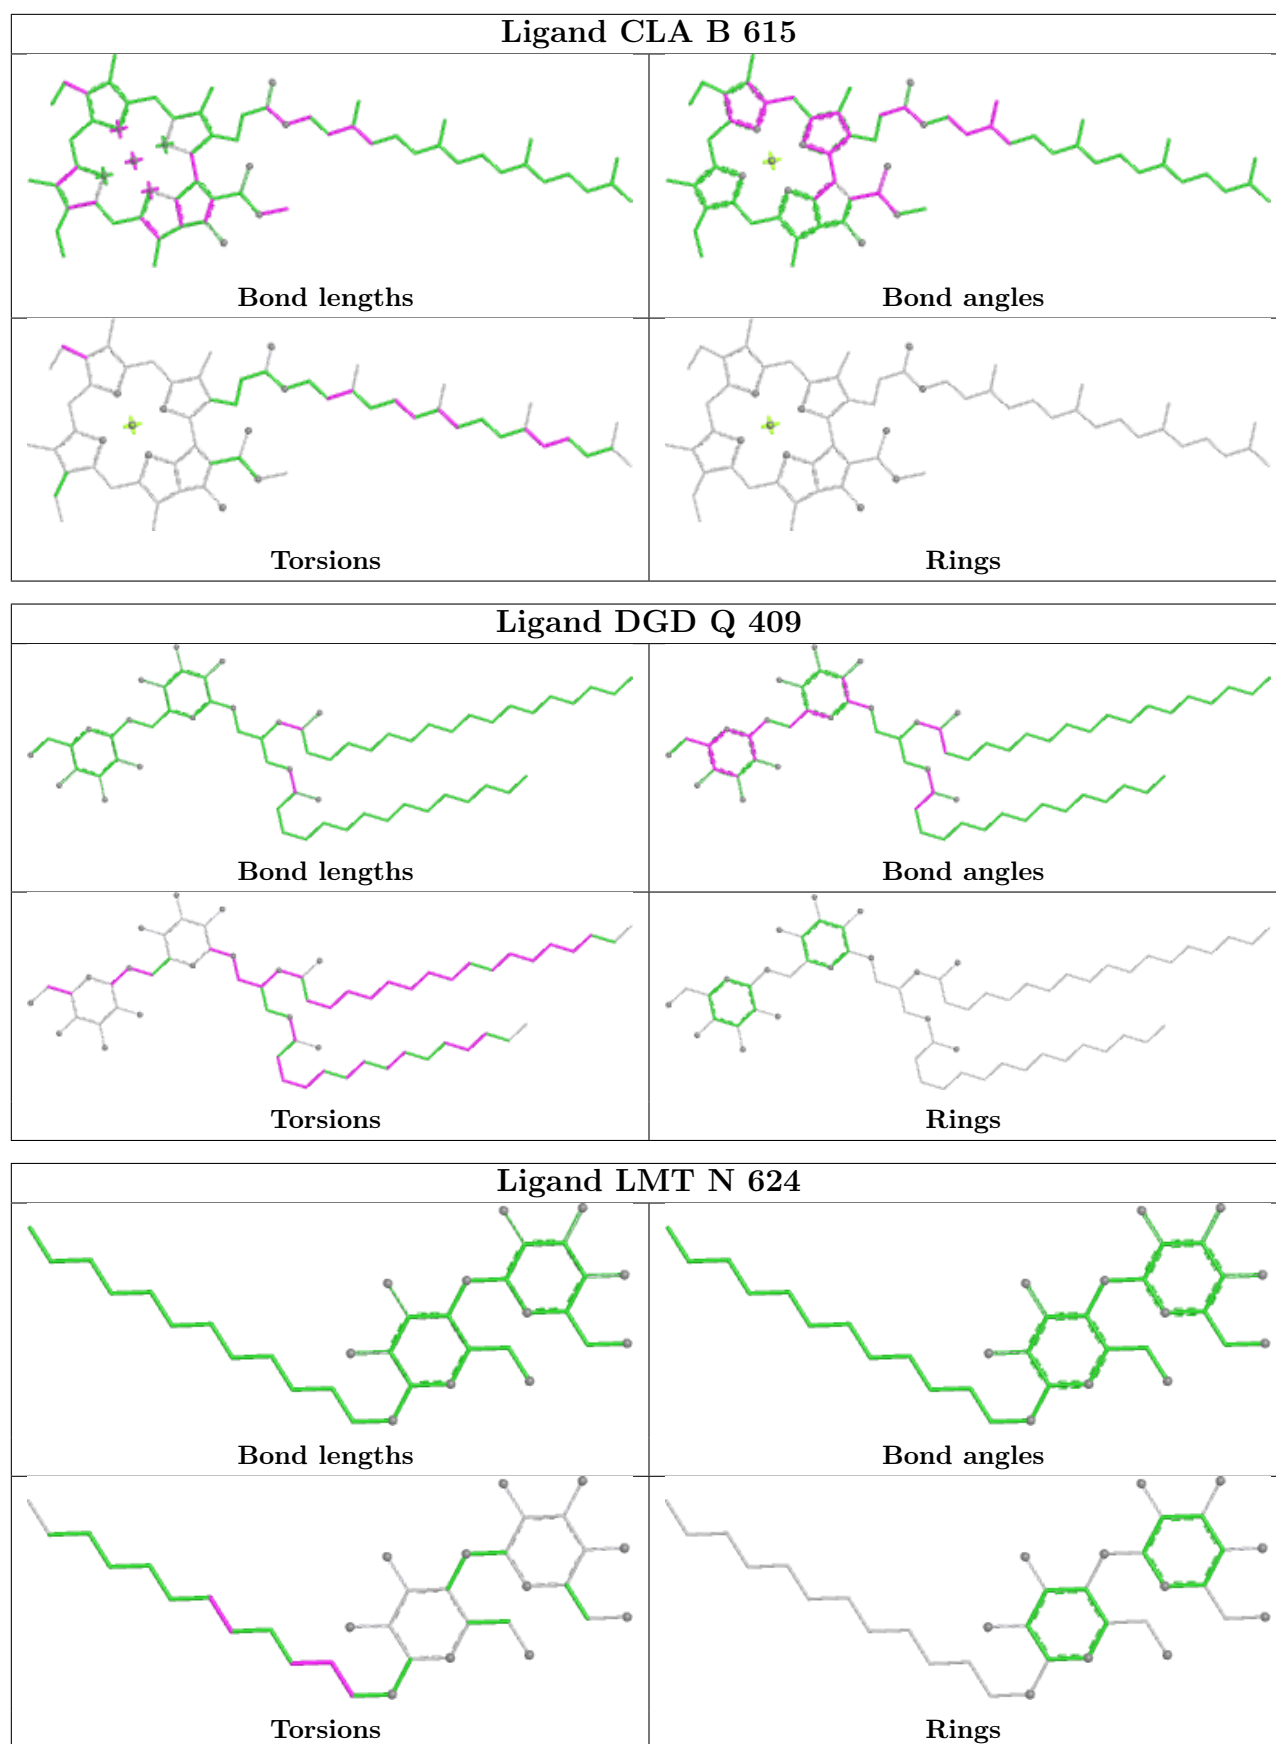 Ligand CLA B 615
Bond lengths
Bond angles
Torsions
Rings
Ligand DGD Q 409
Bond lengths
Bond angles
Torsions
Rings
Ligand LMT N 624
Bond lengths
Bond angles
Torsions
Rings